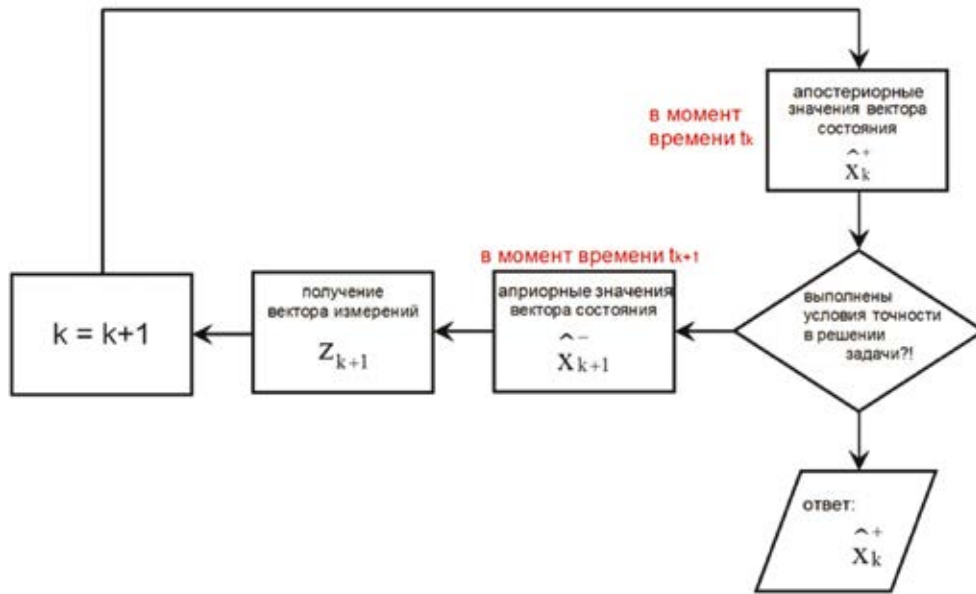 апостериорные
значения вектора
состояния
x̂ₖ⁺
в момент
времени tₖ
выполнены
условия точности
в решении
задачи?!
в момент времени tₖ₊₁
априорные значения
вектора состояния
x̂ₖ₊₁⁻
получение
вектора измерений
zₖ₊₁
k = k+1
ответ:
x̂ₖ⁺